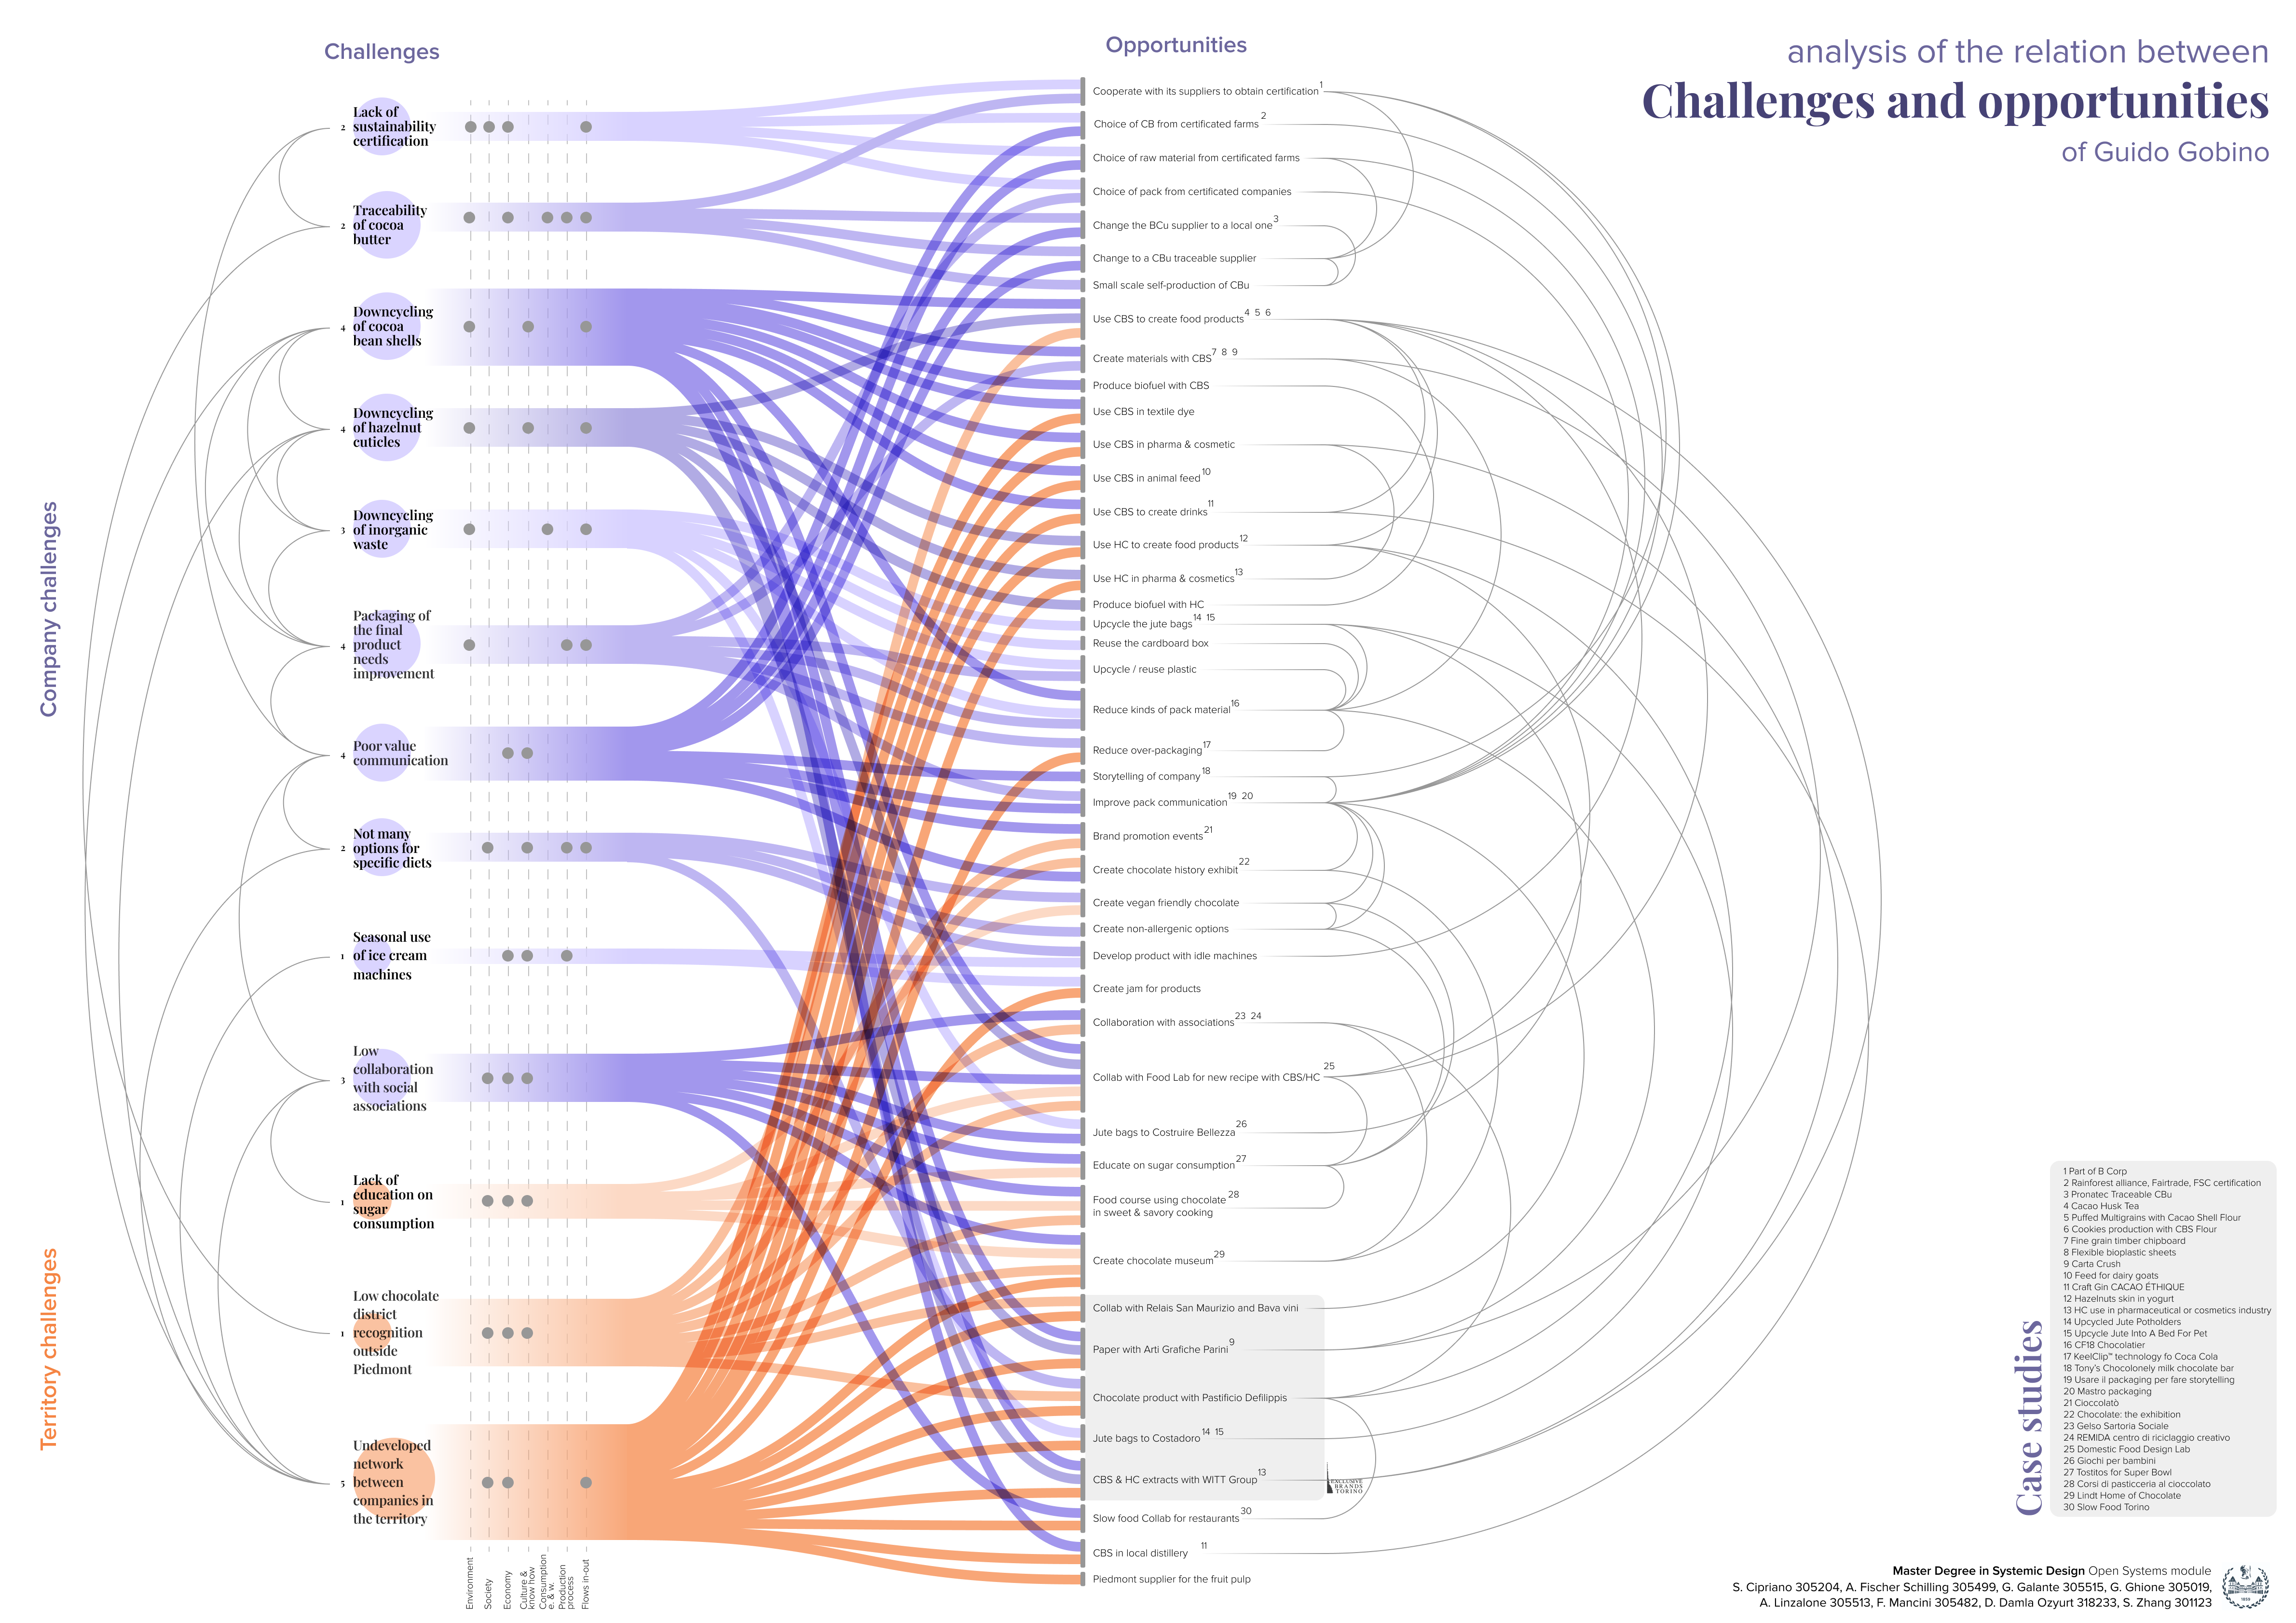 Challenges
Opportunities
analysis of the relation between
Challenges and opportunities
of Guido Gobino
Company challenges
Territory challenges
2
Lack of
sustainability
certification
2
Traceability
of cocoa
butter
4
Downcycling
of cocoa
bean shells
4
Downcycling
of hazelnut
cuticles
3
Downcycling
of inorganic
waste
4
Packaging of
the final
product
needs
improvement
4
Poor value
communication
2
Not many
options for
specific diets
1
Seasonal use
of ice cream
machines
3
Low
collaboration
with social
associations
1
Lack of
education on
sugar
consumption
1
Low chocolate
district
recognition
outside
Piedmont
5
Undeveloped
network
between
companies in
the territory
Environment
Society
Economy
Culture &
know how
Consumption
e. & w.
Production
process
Flows in-out
Cooperate with its suppliers to obtain certification 1
Choice of CB from certificated farms 2
Choice of raw material from certificated farms
Choice of pack from certificated companies
Change the BCu supplier to a local one 3
Change to a CBu traceable supplier
Small scale self-production of CBu
Use CBS to create food products 4 5 6
Create materials with CBS 7 8 9
Produce biofuel with CBS
Use CBS in textile dye
Use CBS in pharma & cosmetic
Use CBS in animal feed 10
Use CBS to create drinks 11
Use HC to create food products 12
Use HC in pharma & cosmetics 13
Produce biofuel with HC
Upcycle the jute bags 14 15
Reuse the cardboard box
Upcycle / reuse plastic
Reduce kinds of pack material 16
Reduce over-packaging 17
Storytelling of company 18
Improve pack communication 19 20
Brand promotion events 21
Create chocolate history exhibit 22
Create vegan friendly chocolate
Create non-allergenic options
Develop product with idle machines
Create jam for products
Collaboration with associations 23 24
Collab with Food Lab for new recipe with CBS/HC 25
Jute bags to Costruire Bellezza 26
Educate on sugar consumption 27
Food course using chocolate 28
in sweet & savory cooking
Create chocolate museum 29
Collab with Relais San Maurizio and Bava vini
Paper with Arti Grafiche Parini 9
Chocolate product with Pastificio Defilippis
Jute bags to Costadoro 14 15
CBS & HC extracts with WITT Group 13
EXCLUSIVE
BRANDS
TORINO
Slow food Collab for restaurants 30
CBS in local distillery 11
Piedmont supplier for the fruit pulp
Case studies
1 Part of B Corp
2 Rainforest alliance, Fairtrade, FSC certification
3 Pronatec Traceable CBu
4 Cacao Husk Tea
5 Puffed Multigrains with Cacao Shell Flour
6 Cookies production with CBS Flour
7 Fine grain timber chipboard
8 Flexible bioplastic sheets
9 Carta Crush
10 Feed for dairy goats
11 Craft Gin CACAO ÉTHIQUE
12 Hazelnuts skin in yogurt
13 HC use in pharmaceutical or cosmetics industry
14 Upcycled Jute Potholders
15 Upcycle Jute Into A Bed For Pet
16 CF18 Chocolatier
17 KeelClip™ technology fo Coca Cola
18 Tony's Chocolonely milk chocolate bar
19 Usare il packaging per fare storytelling
20 Mastro packaging
21 Cioccolatò
22 Chocolate: the exhibition
23 Gelso Sartoria Sociale
24 REMIDA centro di riciclaggio creativo
25 Domestic Food Design Lab
26 Giochi per bambini
27 Tostitos for Super Bowl
28 Corsi di pasticceria al cioccolato
29 Lindt Home of Chocolate
30 Slow Food Torino
Master Degree in Systemic Design Open Systems module
S. Cipriano 305204, A. Fischer Schilling 305499, G. Galante 305515, G. Ghione 305019,
A. Linzalone 305513, F. Mancini 305482, D. Damla Ozyurt 318233, S. Zhang 301123
1859